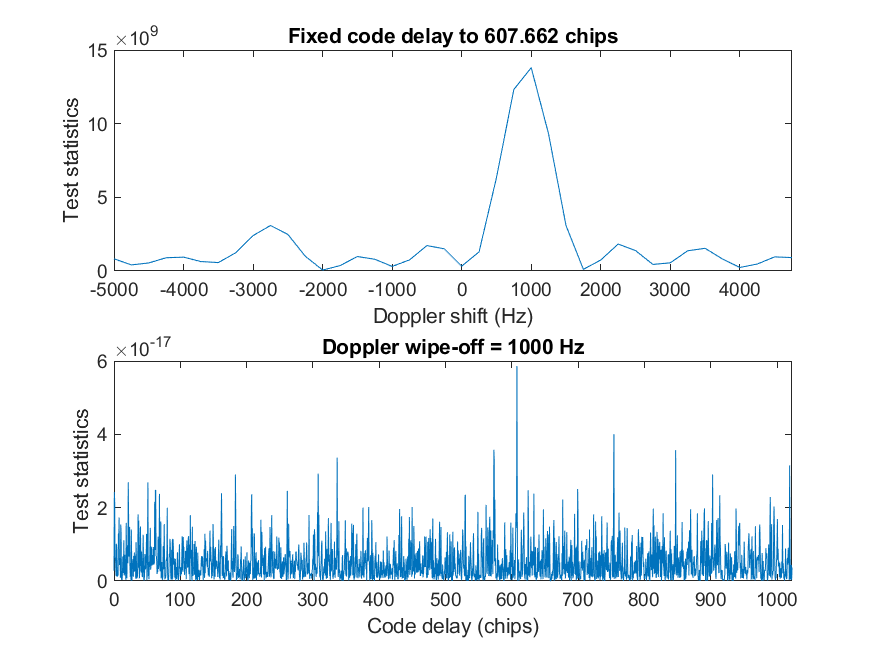 ×10^9
Fixed code delay to 607.662 chips
15
10
5
0
Test statistics
-5000 -4000 -3000 -2000 -1000 0 1000 2000 3000 4000
Doppler shift (Hz)
×10^-17
Doppler wipe-off = 1000 Hz
6
4
2
0
Test statistics
0 100 200 300 400 500 600 700 800 900 1000
Code delay (chips)